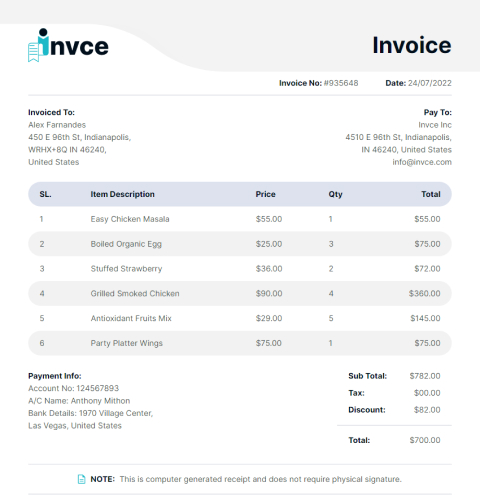 invce
Invoice
Invoice No: #935648 Date: 24/07/2022
Invoiced To: Pay To:
Alex Farnandes Invce Inc
450 E 96th St, Indianapolis, 4510 E 96th St, Indianapolis,
WRHX+8Q IN 46240, IN 46240,
United States info@invce.com
SL. Item Description Price Qty Total
1 Easy Chicken Masala $55.00 1 $55.00
2 Boiled Organic Egg $25.00 3 $75.00
3 Stuffed Strawberry $36.00 2 $72.00
4 Grilled Smoked Chicken $90.00 4 $360.00
5 Antioxidant Fruits Mix $29.00 5 $145.00
6 Party Platter Wings $75.00 1 $75.00
Payment Info: Sub Total: $782.00
Account No: 124567893
A/C Name: Anthony Mithon Tax: $00.00
Bank Details: 1970 Village Center, Discount: $82.00
Las Vegas, United States
Total: $700.00
NOTE: This is computer generated receipt and does not require physical signature.